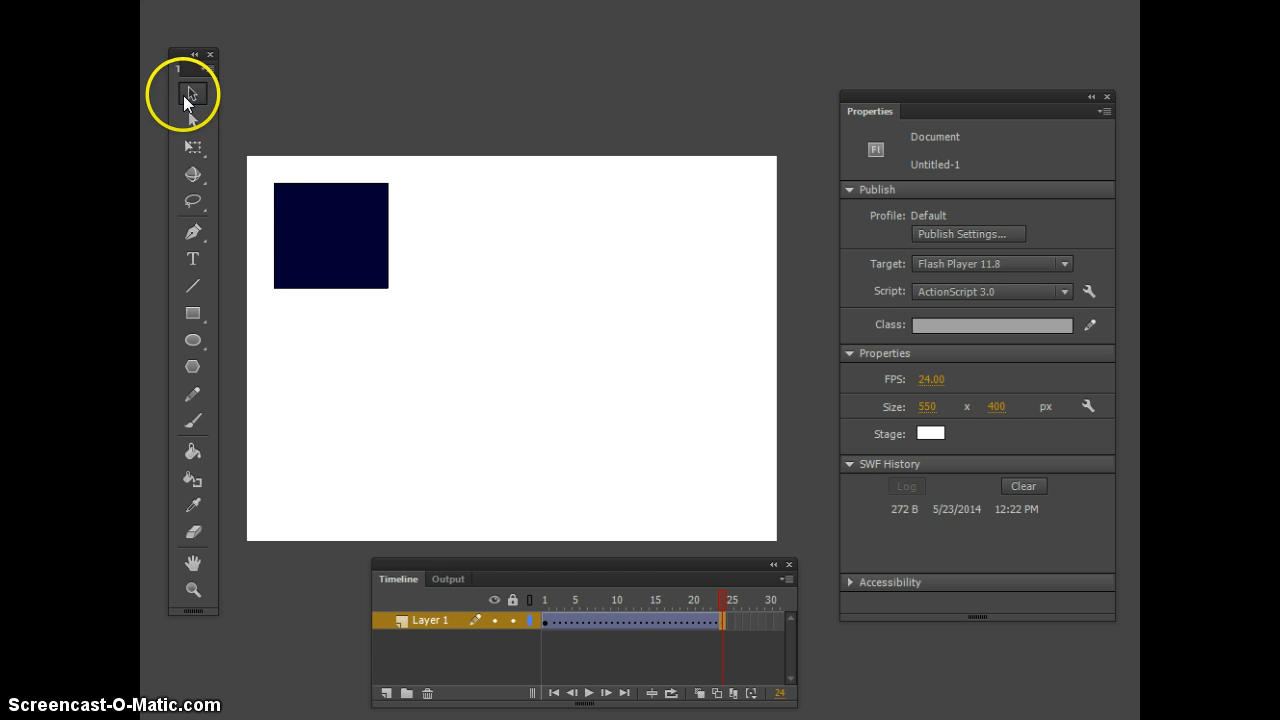 T
Properties
Fl
Document
Untitled-1
Publish
Profile: Default
Publish Settings...
Target: Flash Player 11.8
Script: ActionScript 3.0
Class:
Properties
FPS: 24.00
Size: 550 x 400 px
Stage:
SWF History
Log Clear
272 B 5/23/2014 12:22 PM
Accessibility
Timeline Output
1 5 10 15 20 25 30
Layer 1
24
Screencast-O-Matic.com